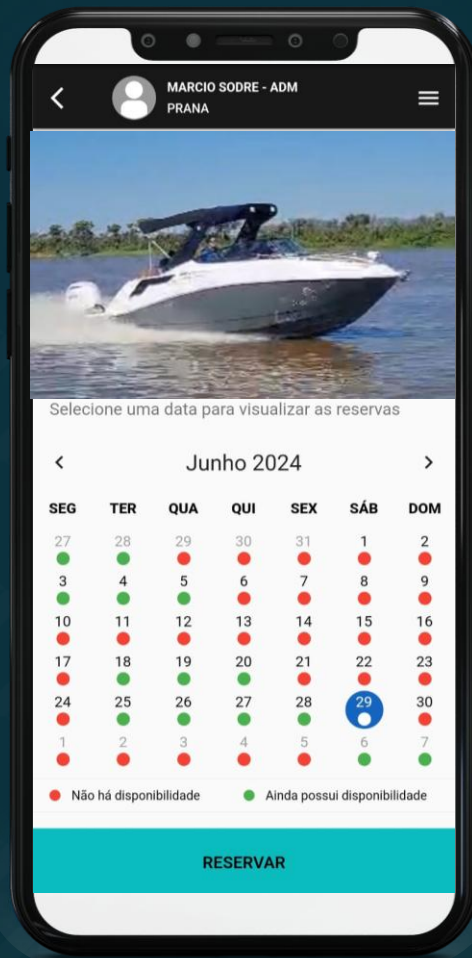 MARCIO SODRE - ADM
PRANA
Selecione uma data para visualizar as reservas
Junho 2024
SEG TER QUA QUI SEX SÁB DOM
27 28 29 30 31 1 2
3 4 5 6 7 8 9
10 11 12 13 14 15 16
17 18 19 20 21 22 23
24 25 26 27 28 29 30
1 2 3 4 5 6 7
Não há disponibilidade Ainda possui disponibilidade
RESERVAR